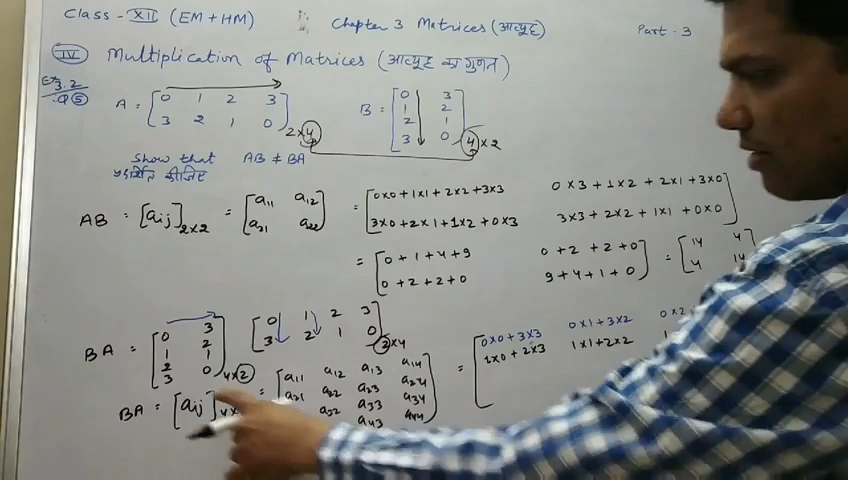 Class - XII (EM + HM) Chapter 3 Matrices (आव्यूह) Part - 3
IV Multiplication of Matrices (आव्यूह का गुणन)
Ex 3.2
Q 5
A = [0 1 2 3
3 2 1 0] 2×4
B = [0 3
1 2
2 1
3 0] 4×2
Show that AB ≠ BA
प्रदर्शित कीजिए
AB = [aij]2×2 = [a11 a12
a21 a22]
= [0×0+1×1+2×2+3×3 0×3+1×2+2×1+3×0
3×0+2×1+1×2+0×3 3×3+2×2+1×1+0×0]
= [0+1+4+9 0+2+2+0
0+2+2+0 9+4+1+0]
= [14 4
4 14]
BA = [0 3
1 2
2 1
3 0] 4×2
[0 1 2 3
3 2 1 0] 2×4
BA = [aij]4×
= [a11 a12 a13 a14
a21 a22 a23 a24
a32 a33 a34
a43 a44]
= [0×0+3×3 0×1+3×2 0×2
1×0+2×3 1×1+2×2 1